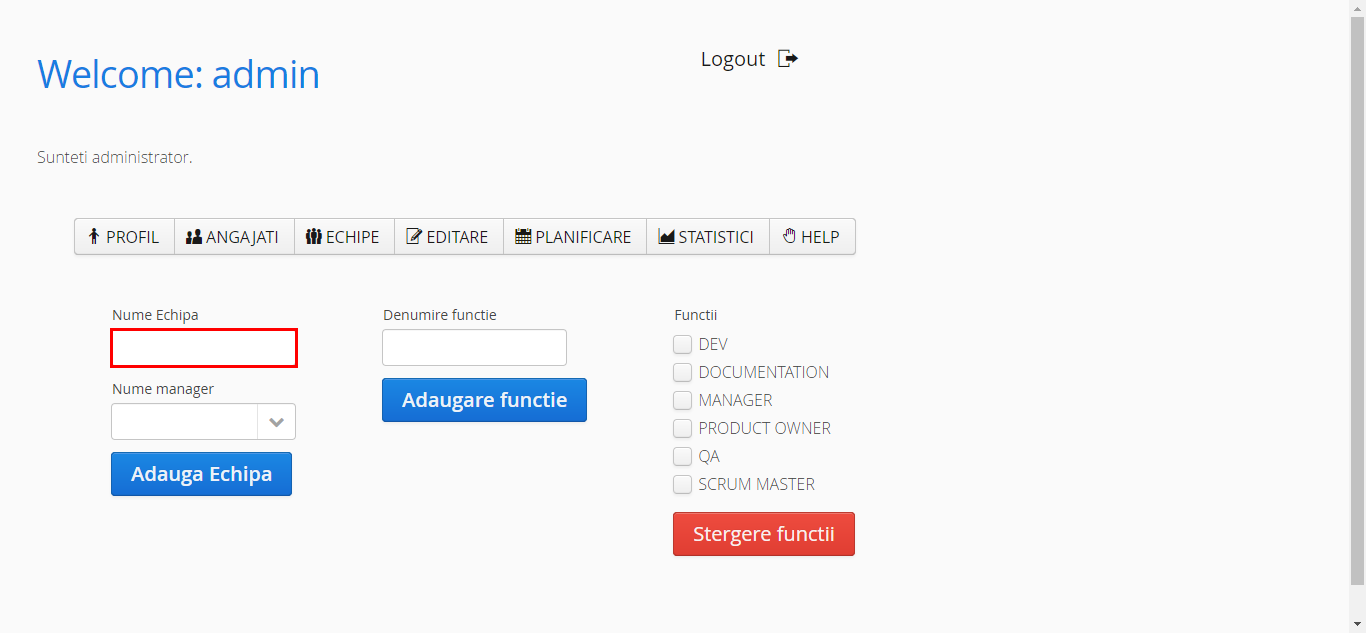 Welcome: admin
Logout
Sunteti administrator.
PROFIL ANGAJATI ECHIPE EDITARE PLANIFICARE STATISTICI HELP
Nume Echipa
Nume manager
Adauga Echipa
Denumire functie
Adaugare functie
Functii
DEV
DOCUMENTATION
MANAGER
PRODUCT OWNER
QA
SCRUM MASTER
Stergere functii